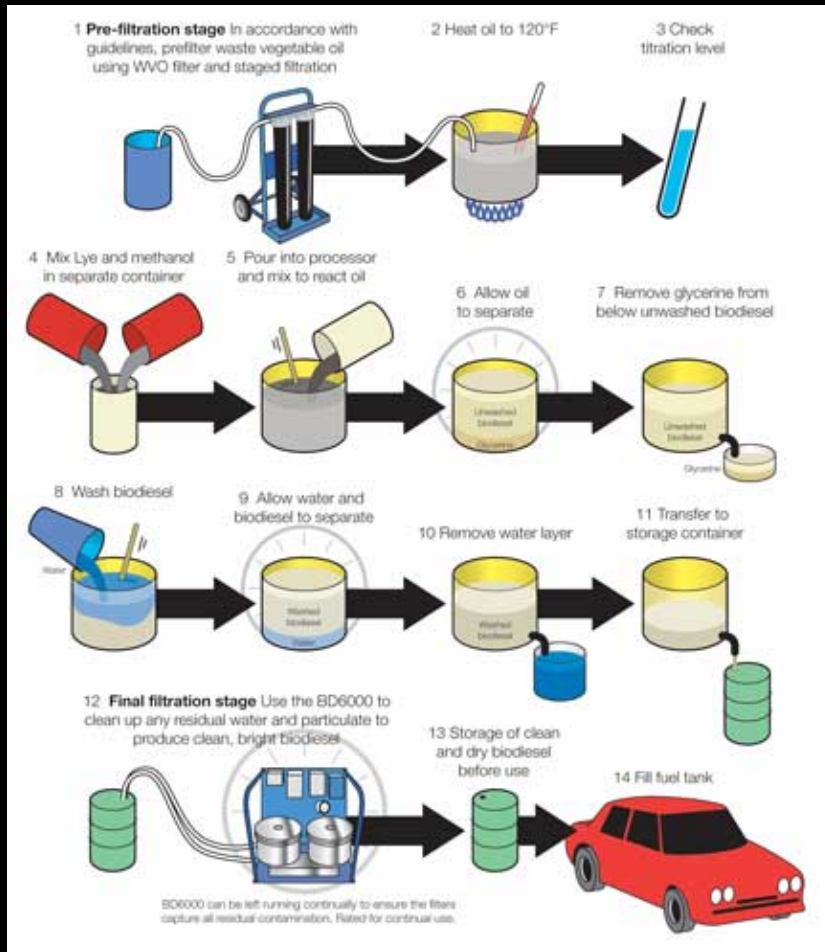 1 Pre-filtration stage In accordance with
guidelines, prefilter waste vegetable oil
using WVO filter and staged filtration
2 Heat oil to 120°F
3 Check
titration level
4 Mix Lye and methanol
in separate container
5 Pour into processor
and mix to react oil
6 Allow oil
to separate
7 Remove glycerine from
below unwashed biodiesel
Unwashed
biodiesel
Glycerine
Unwashed
biodiesel
Glycerine
8 Wash biodiesel
9 Allow water and
biodiesel to separate
10 Remove water layer
11 Transfer to
storage container
Water
Washed
biodiesel
Water
Washed
biodiesel
12 Final filtration stage Use the BD6000 to
clean up any residual water and particulate to
produce clean, bright biodiesel
13 Storage of clean
and dry biodiesel
before use
14 Fill fuel tank
BD6000 can be left running continually to ensure the filters
capture all residual contamination. Rated for continual use.